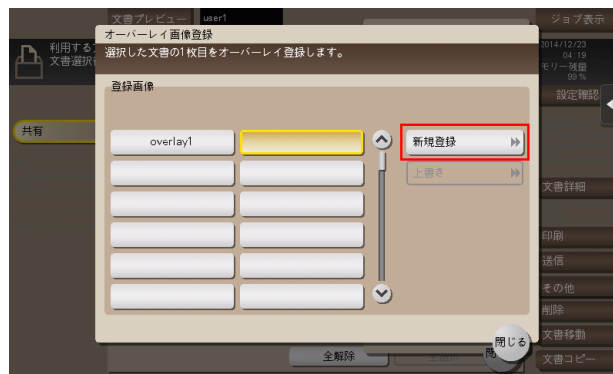 文書プレビュー
user1
ジョブ表示
利用する
文書選択
オーバーレイ画像登録
選択した文書の1枚目をオーバーレイ登録します。
2014/12/23
04:19
モリー残量
99 %
設定確認
登録画像
共有
overlay1
新規登録
上書き
文書詳細
印刷
送信
その他
削除
文書移動
閉じる
全解除
文書コピー